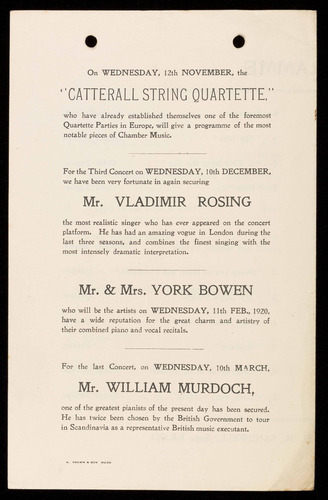 On WEDNESDAY, 12th NOVEMBER, the
"CATTERALL STRING QUARTETTE,"
who have already established themselves one of the foremost
Quartette Parties in Europe, will give a programme of the most
notable pieces of Chamber Music.
For the Third Concert on WEDNESDAY, 10th DECEMBER,
we have been very fortunate in again securing
Mr. VLADIMIR ROSING
the most realistic singer who has ever appeared on the concert
platform. He has had an amazing vogue in London during the
last three seasons, and combines the finest singing with the
most intensely dramatic interpretation.
Mr. & Mrs. YORK BOWEN
who will be the artists on WEDNESDAY, 11th FEB., 1920,
have a wide reputation for the great charm and artistry of
their combined piano and vocal recitals.
For the last Concert, on WEDNESDAY, 10th MARCH,
Mr. WILLIAM MURDOCH,
one of the greatest pianists of the present day has been secured.
He has twice been chosen by the British Government to tour
in Scandinavia as a representative British music executant.